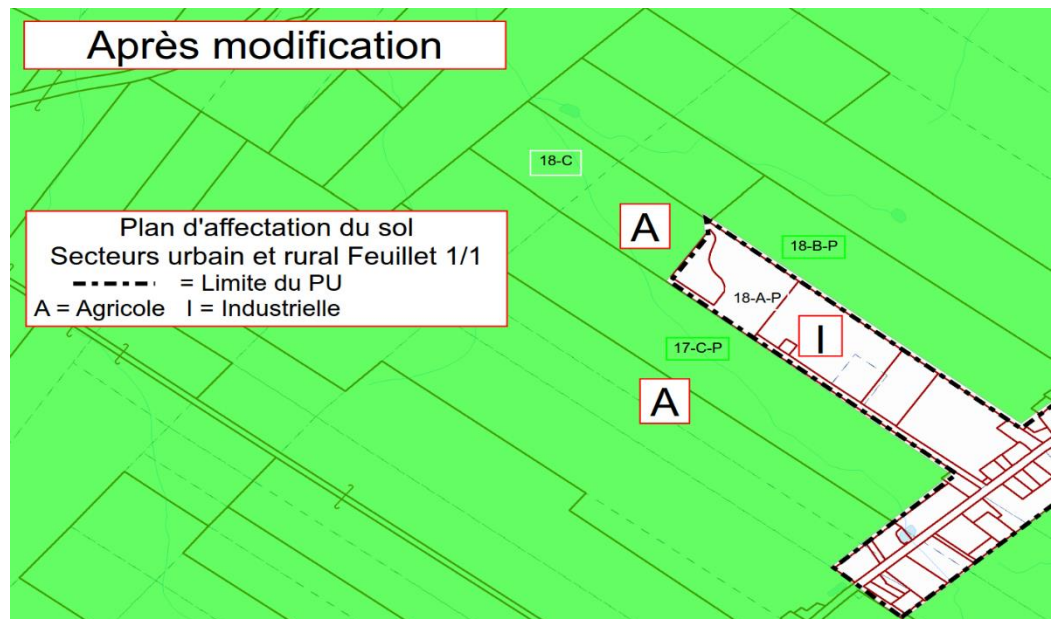 Après modification
18-C
A
Plan d'affectation du sol
Secteurs urbain et rural Feuillet 1/1
= Limite du PU
A = Agricole I = Industrielle
18-B-P
18-A-P
I
17-C-P
A